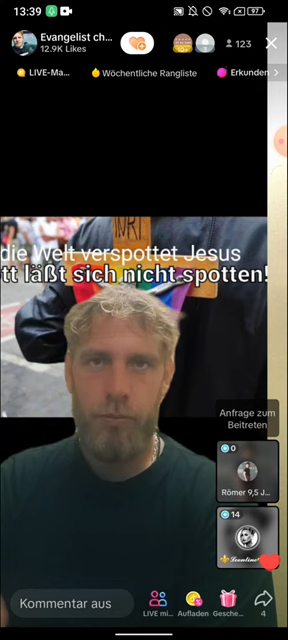 13:39
97
Evangelist ch...
12.9K Likes
123
LIVE-Ma...
Wöchentliche Rangliste
Erkunden
INRI
die Welt verspottet Jesus
tt läßt sich nicht spotten!
Anfrage zum
Beitreten
0
Römer 9,5 J...
14
Leontine
Kommentar aus
LIVE mi...
Aufladen
Gesche...
4